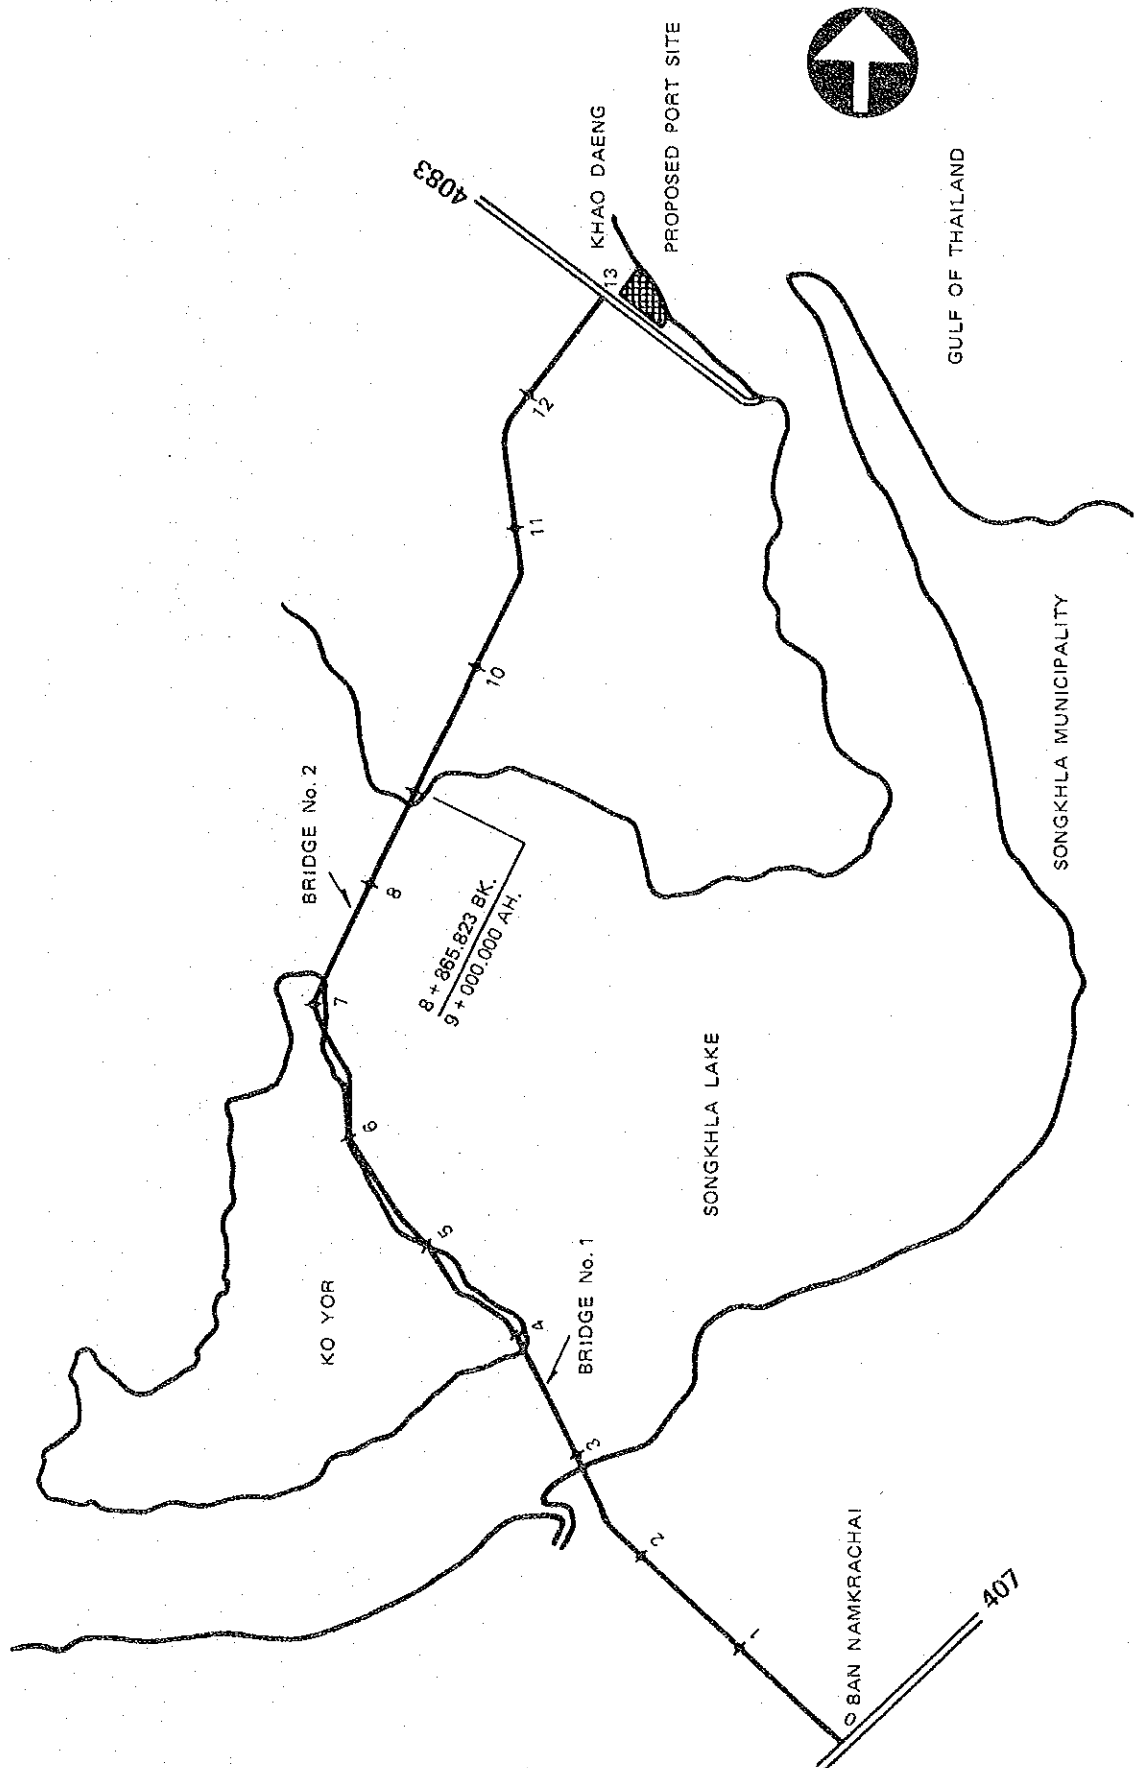 4083
KHAO DAENG
PROPOSED PORT SITE
GULF OF THAILAND
13
12
11
10
BRIDGE No. 2
8
7
8 + 865.823 BK.
9 + 000.000 AH.
6
5
4
KO YOR
BRIDGE No. 1
SONGKHLA LAKE
SONGKHLA MUNICIPALITY
3
2
1
BAN NAMKRACHAI
407